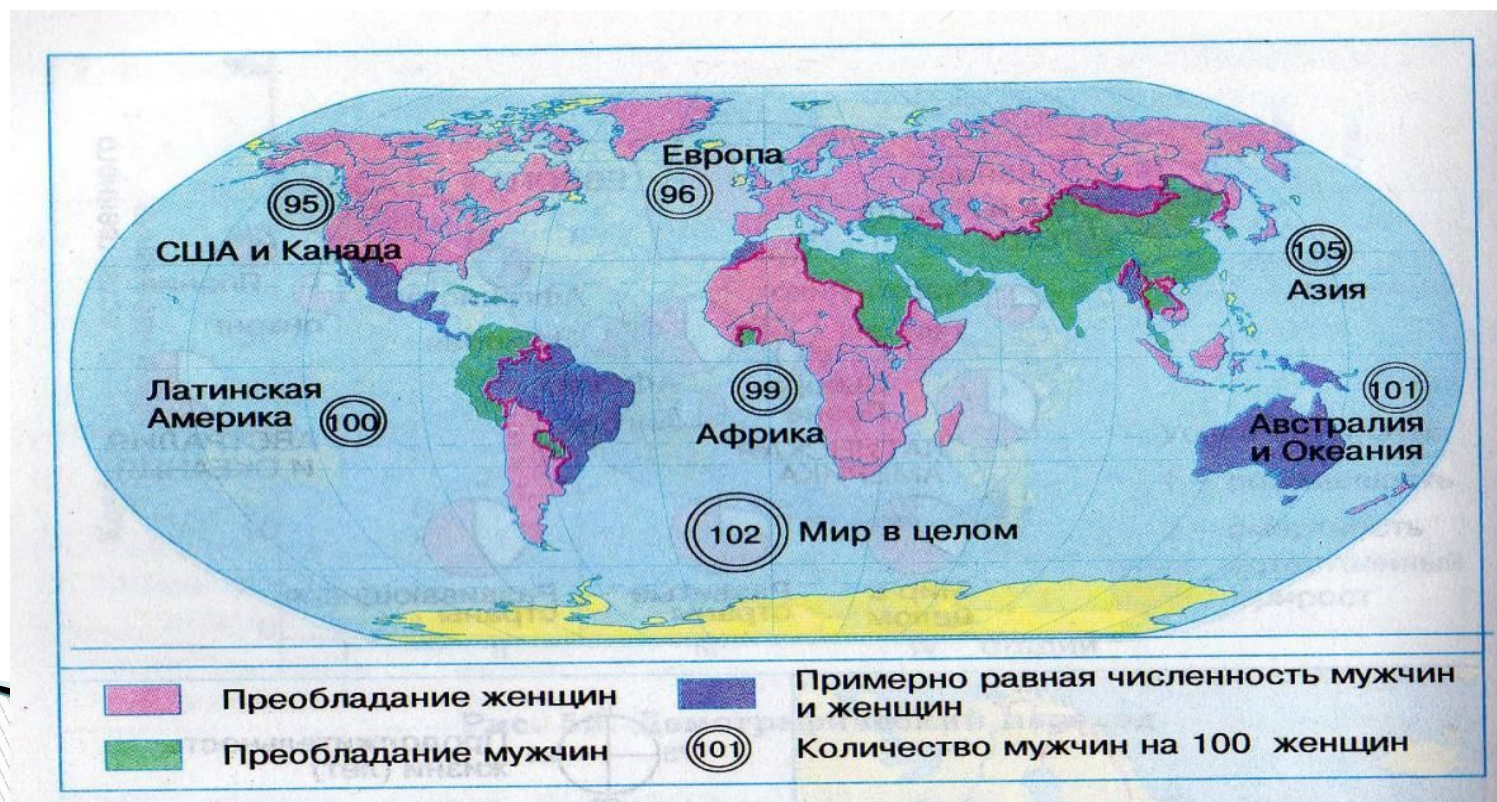 Европа
96
95
США и Канада
105
Азия
Латинская
Америка
100
99
Африка
101
Австралия
и Океания
102
Мир в целом
Преобладание женщин
Преобладание мужчин
Примерно равная численность мужчин
и женщин
101
Количество мужчин на 100 женщин